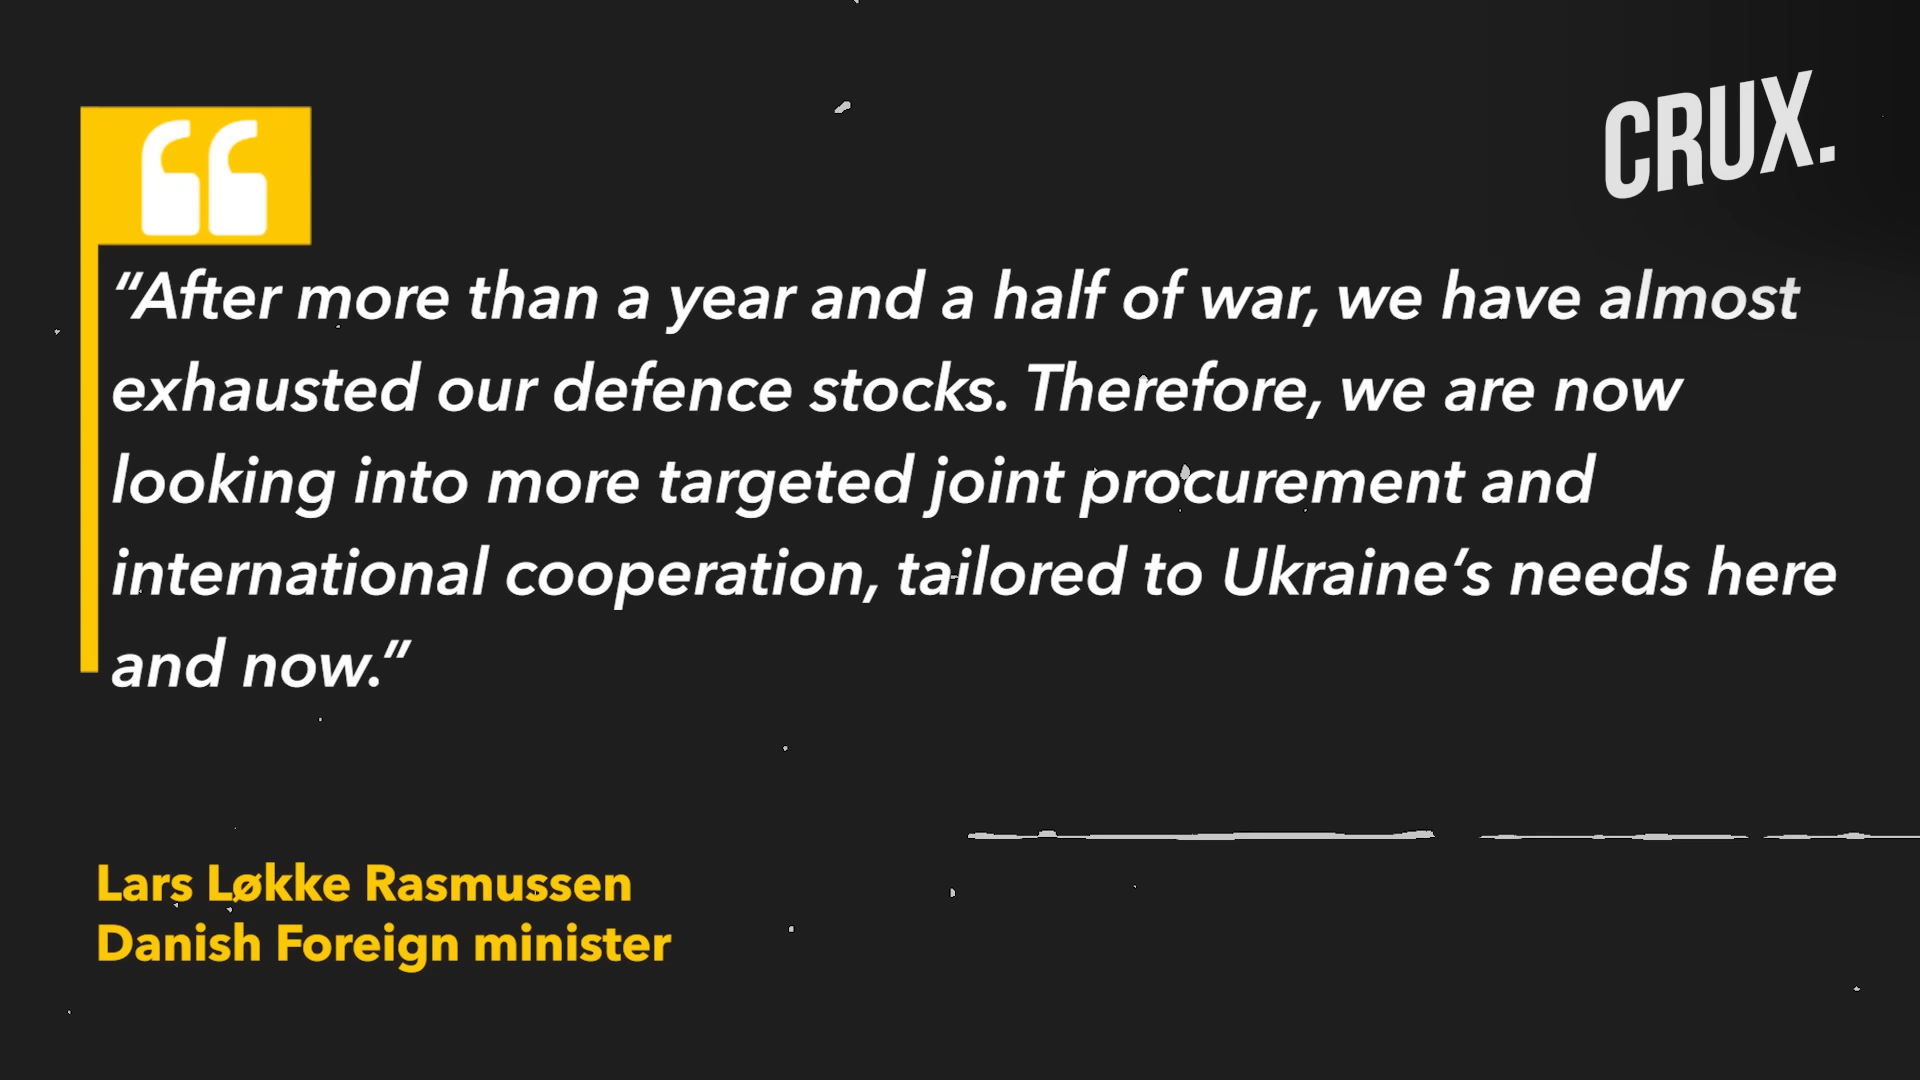 CRUX.
“After more than a year and a half of war, we have almost
exhausted our defence stocks. Therefore, we are now
looking into more targeted joint procurement and
international cooperation, tailored to Ukraine’s needs here
and now.”
Lars Løkke Rasmussen
Danish Foreign minister